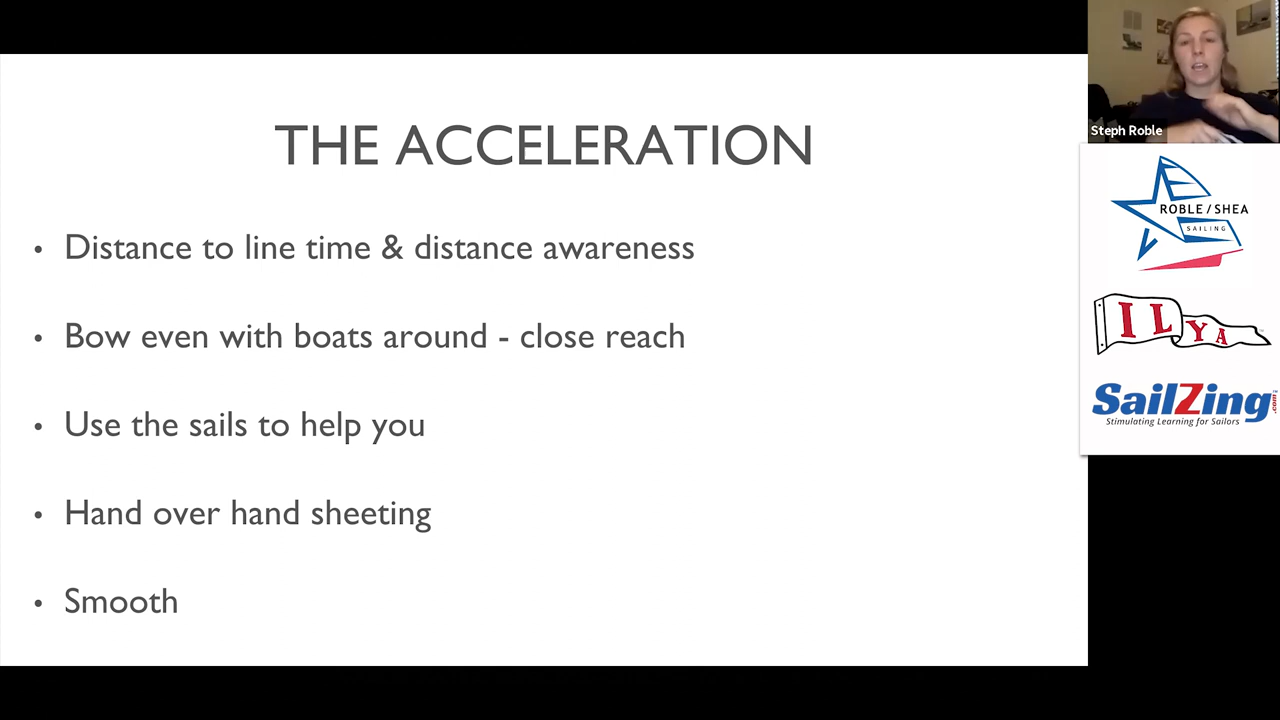 THE ACCELERATION
• Distance to line time & distance awareness
• Bow even with boats around - close reach
• Use the sails to help you
• Hand over hand sheeting
• Smooth
Steph Roble
ROBLE / SHEA
SAILING
ILYA
SailZing.com
Stimulating Learning for Sailors